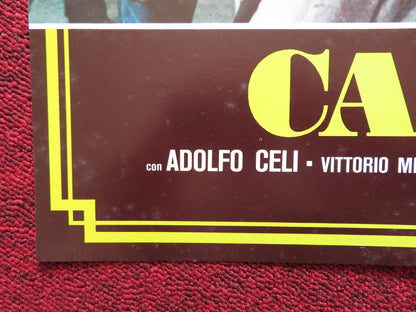 CA
con ADOLFO CELI · VITTORIO